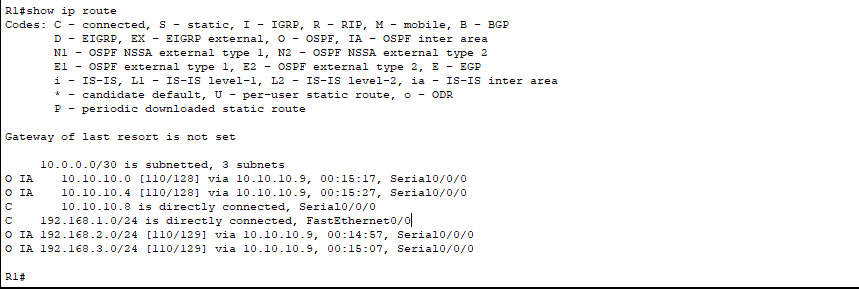 R1#show ip route
Codes: C - connected, S - static, I - IGRP, R - RIP, M - mobile, B - BGP
       D - EIGRP, EX - EIGRP external, O - OSPF, IA - OSPF inter area
       N1 - OSPF NSSA external type 1, N2 - OSPF NSSA external type 2
       E1 - OSPF external type 1, E2 - OSPF external type 2, E - EGP
       i - IS-IS, L1 - IS-IS level-1, L2 - IS-IS level-2, ia - IS-IS inter area
       * - candidate default, U - per-user static route, o - ODR
       P - periodic downloaded static route
Gateway of last resort is not set
     10.0.0.0/30 is subnetted, 3 subnets
O IA    10.10.10.0 [110/128] via 10.10.10.9, 00:15:17, Serial0/0/0
O IA    10.10.10.4 [110/128] via 10.10.10.9, 00:15:27, Serial0/0/0
C       10.10.10.8 is directly connected, Serial0/0/0
C    192.168.1.0/24 is directly connected, FastEthernet0/0
O IA 192.168.2.0/24 [110/129] via 10.10.10.9, 00:14:57, Serial0/0/0
O IA 192.168.3.0/24 [110/129] via 10.10.10.9, 00:15:07, Serial0/0/0
R1#